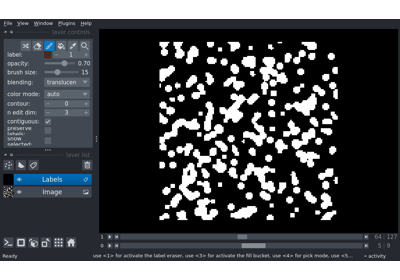 File View Window Plugins Help
layer controls
label: 1
opacity: 0.70
brush size: 15
blending: translucen
color mode: auto
contour: 0
n edit dim: 3
contiguous:
preserve labels:
show selected:
layer list
Labels
Image
1 64 127
0 5 9
Ready use <1> for activate the label eraser, use <3> for activate the fill bucket, use <4> for pick mode, use <5... activity